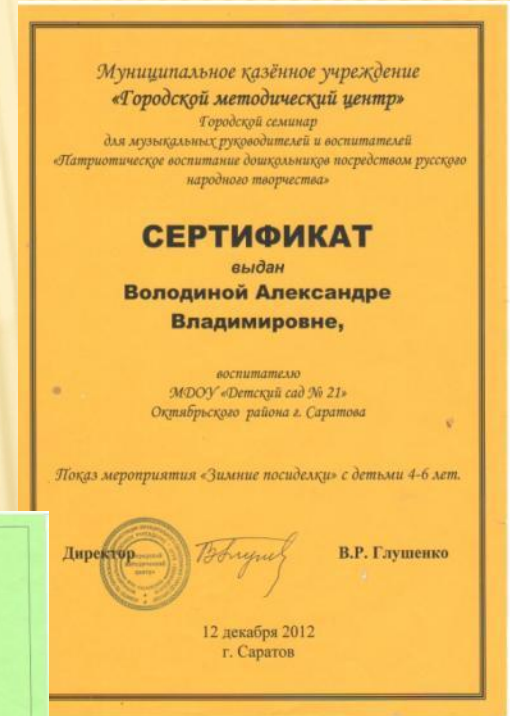 Муниципальное казённое учреждение
«Городской методический центр»
Городской семинар
для музыкальных руководителей и воспитателей
«Патриотическое воспитание дошкольников посредством русского
народного творчества»
СЕРТИФИКАТ
выдан
Володиной Александре
Владимировне,
воспитателю
МДОУ «Детский сад № 21»
Октябрьского района г. Саратова
Показ мероприятия «Зимние посиделки» с детьми 4-6 лет.
Директор В.Р. Глушенко
12 декабря 2012
г. Саратов